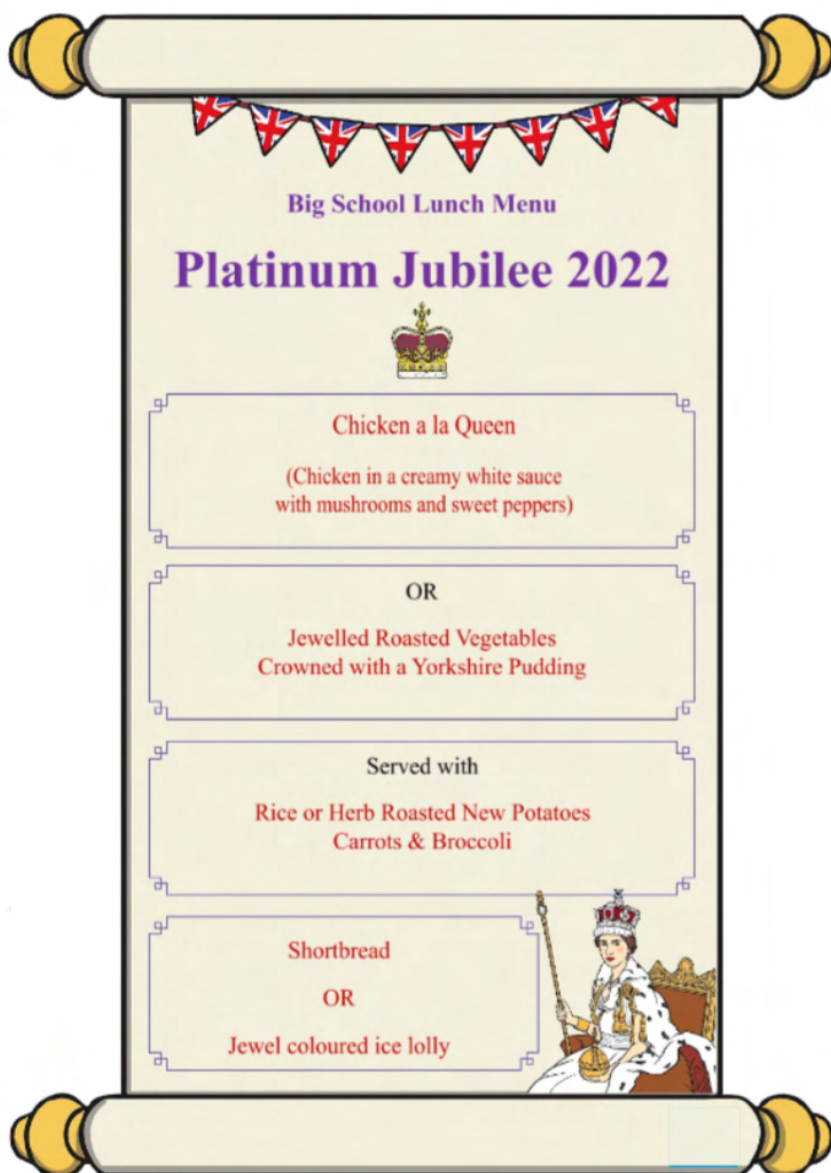 Big School Lunch Menu
Platinum Jubilee 2022
Chicken a la Queen
(Chicken in a creamy white sauce
with mushrooms and sweet peppers)
OR
Jewelled Roasted Vegetables
Crowned with a Yorkshire Pudding
Served with
Rice or Herb Roasted New Potatoes
Carrots & Broccoli
Shortbread
OR
Jewel coloured ice lolly